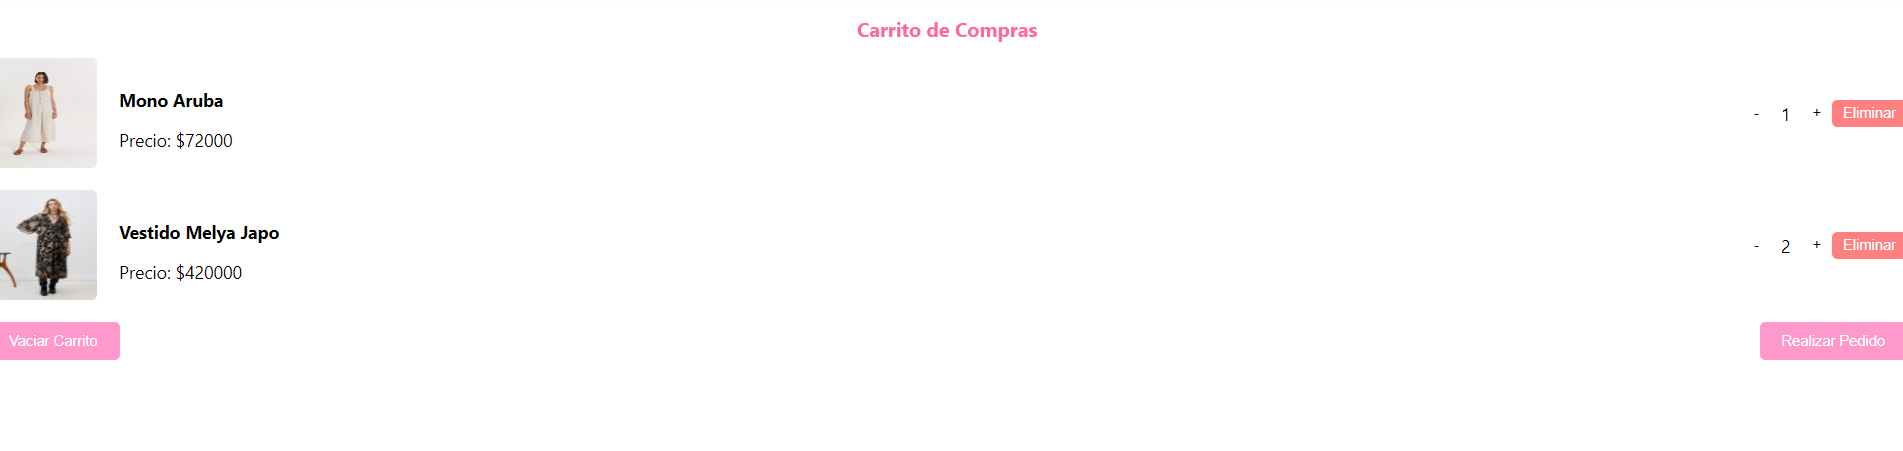 Carrito de Compras
Mono Aruba
Precio: $72000
- 1 + Eliminar
Vestido Melya Japo
Precio: $420000
- 2 + Eliminar
Vaciar Carrito
Realizar Pedido